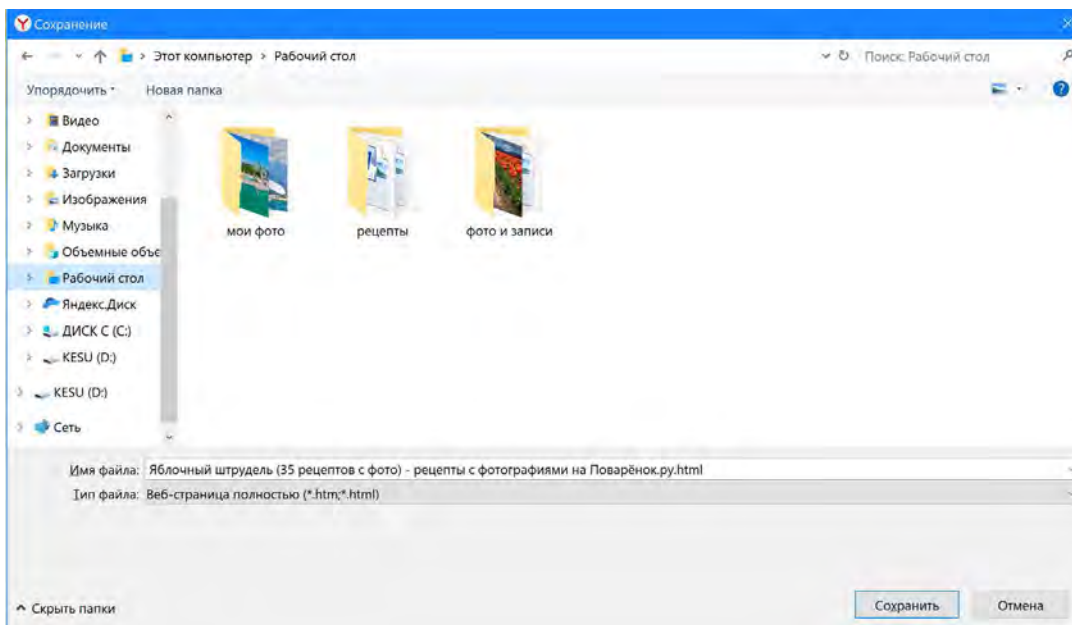 Сохранение
Этот компьютер > Рабочий стол
Поиск: Рабочий стол
Упорядочить
Новая папка
Видео
Документы
Загрузки
Изображения
Музыка
Объемные объе
Рабочий стол
Яндекс.Диск
ДИСК C (C:)
KESU (D:)
KESU (D:)
Сеть
мои фото
рецепты
фото и записи
Имя файла: Яблочный штрудель (35 рецептов с фото) - рецепты с фотографиями на Поварёнок.ру.html
Тип файла: Веб-страница полностью (*.htm;*.html)
Скрыть папки
Сохранить
Отмена